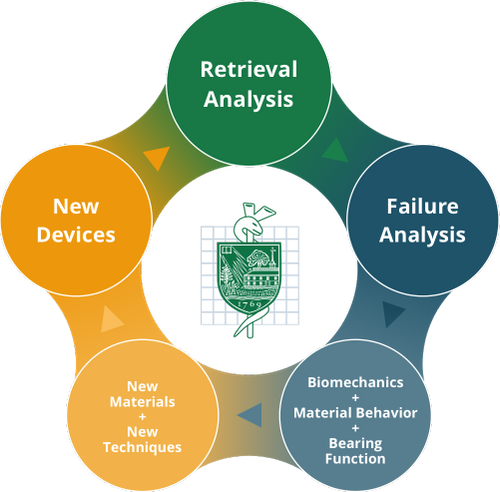 Retrieval
Analysis
Failure
Analysis
Biomechanics
+
Material Behavior
+
Bearing
Function
New
Materials
+
New
Techniques
New
Devices
1769